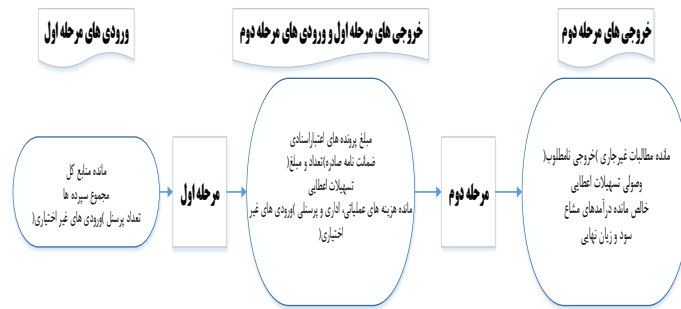 ورودی های مرحله اول
خروجی های مرحله اول و ورودی های مرحله دوم
خروجی های مرحله دوم
مانده منابع کل
مجموع سپرده ها
تعداد پرسنل )ورودی های غیر اختیاری(
مرحله اول
مبلغ پرونده های اعتباراسنادی
ضمانت نامه صادره)تعداد و مبلغ(
تسهیلات اعطایی
مانده هزینه های عملیاتی، اداری و پرسنلی )ورودی های غیر
اختیاری(
مرحله دوم
مانده مطالبات غیرجاری )خروجی نامطلوب(
وصولی تسهیلات اعطایی
خالص مانده درآمدهای مشاع
سود و زیان نهایی